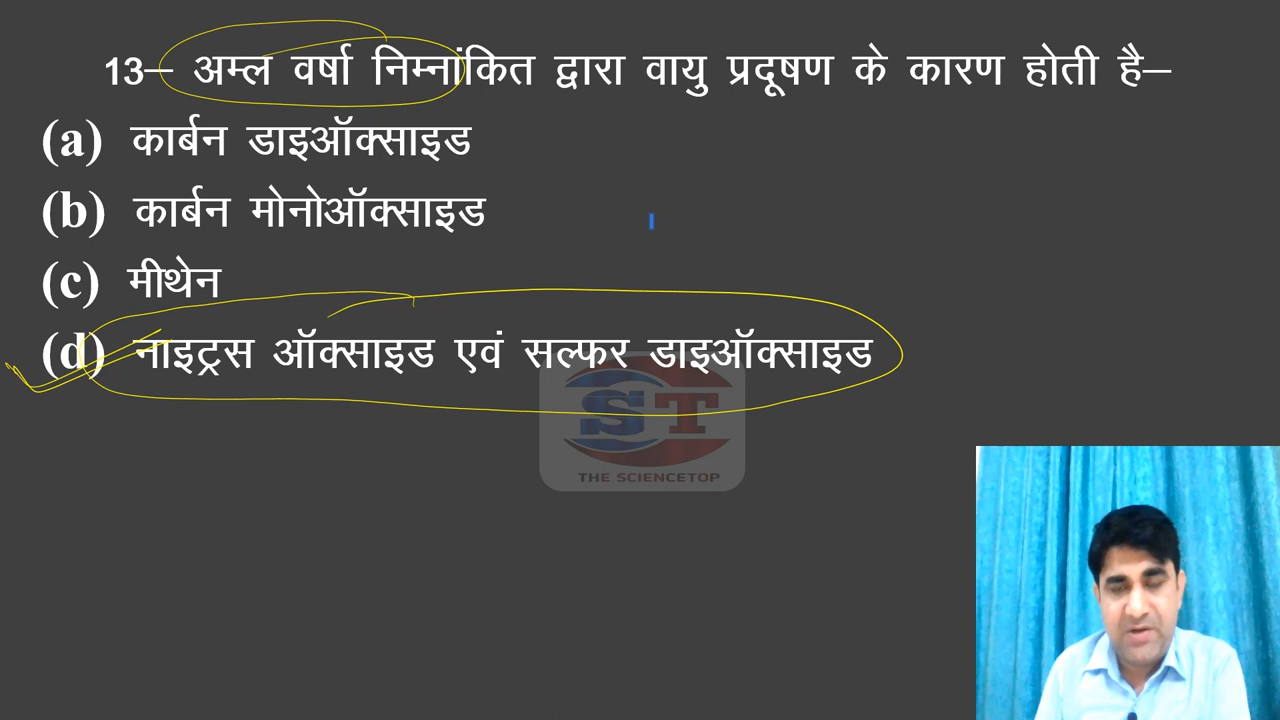 13– अम्ल वर्षा निम्नांकित द्वारा वायु प्रदूषण के कारण होती है–
(a) कार्बन डाइऑक्साइड
(b) कार्बन मोनोऑक्साइड
(c) मीथेन
(d) नाइट्रस ऑक्साइड एवं सल्फर डाइऑक्साइड
ST
THE SCIENCETOP